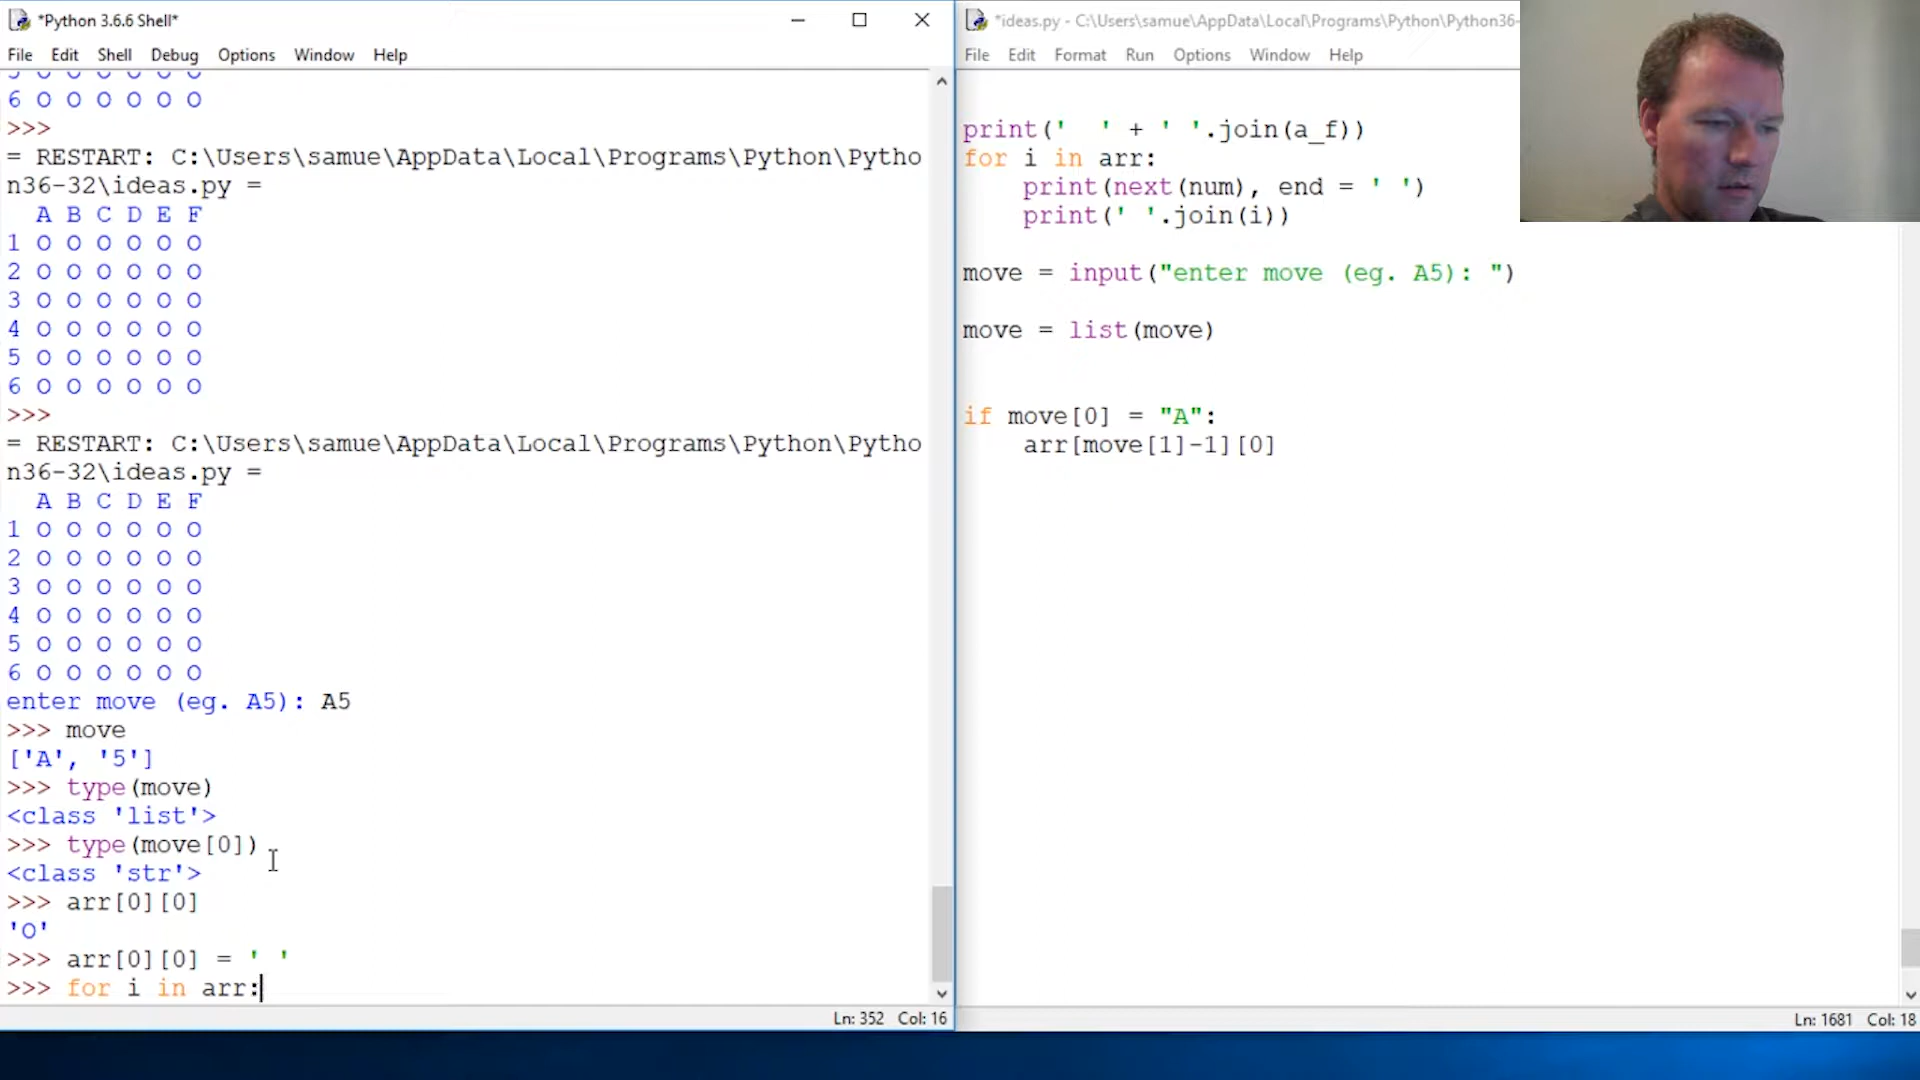 *Python 3.6.6 Shell*
File Edit Shell Debug Options Window Help
6 O O O O O O
>>>
= RESTART: C:\Users\samue\AppData\Local\Programs\Python\Pytho
n36-32\ideas.py =
A B C D E F
1 O O O O O O
2 O O O O O O
3 O O O O O O
4 O O O O O O
5 O O O O O O
6 O O O O O O
>>>
= RESTART: C:\Users\samue\AppData\Local\Programs\Python\Pytho
n36-32\ideas.py =
A B C D E F
1 O O O O O O
2 O O O O O O
3 O O O O O O
4 O O O O O O
5 O O O O O O
6 O O O O O O
enter move (eg. A5): A5
>>> move
['A', '5']
>>> type(move)
<class 'list'>
>>> type(move[0])
<class 'str'>
>>> arr[0][0]
'O'
>>> arr[0][0] = ' '
>>> for i in arr:
Ln: 352 Col: 16
*ideas.py - C:\Users\samue\AppData\Local\Programs\Python\Python36-
File Edit Format Run Options Window Help
print('  ' + ' '.join(a_f))
for i in arr:
    print(next(num), end = ' ')
    print(' '.join(i))
move = input("enter move (eg. A5): ")
move = list(move)
if move[0] = "A":
    arr[move[1]-1][0]
Ln: 1681 Col: 18